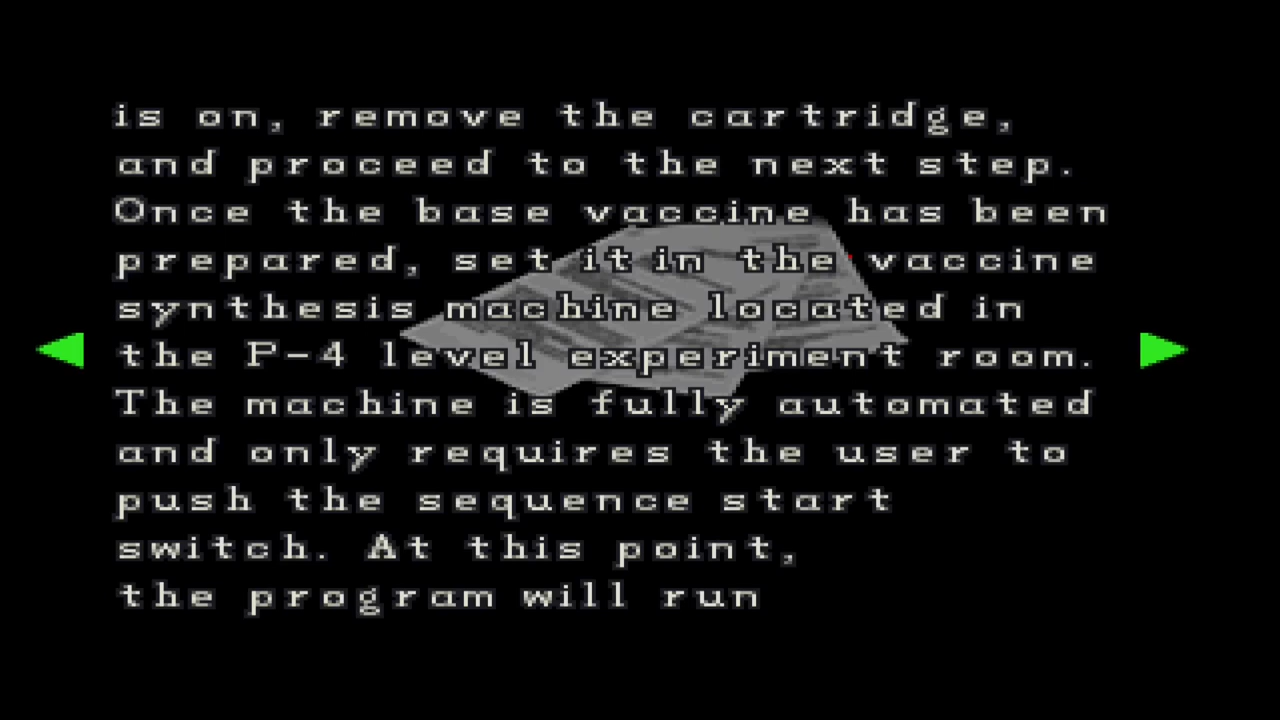 is on, remove the cartridge,
and proceed to the next step.
Once the base vaccine has been
prepared, set it in the vaccine
synthesis machine located in
the P-4 level experiment room.
The machine is fully automated
and only requires the user to
push the sequence start
switch. At this point,
the program will run